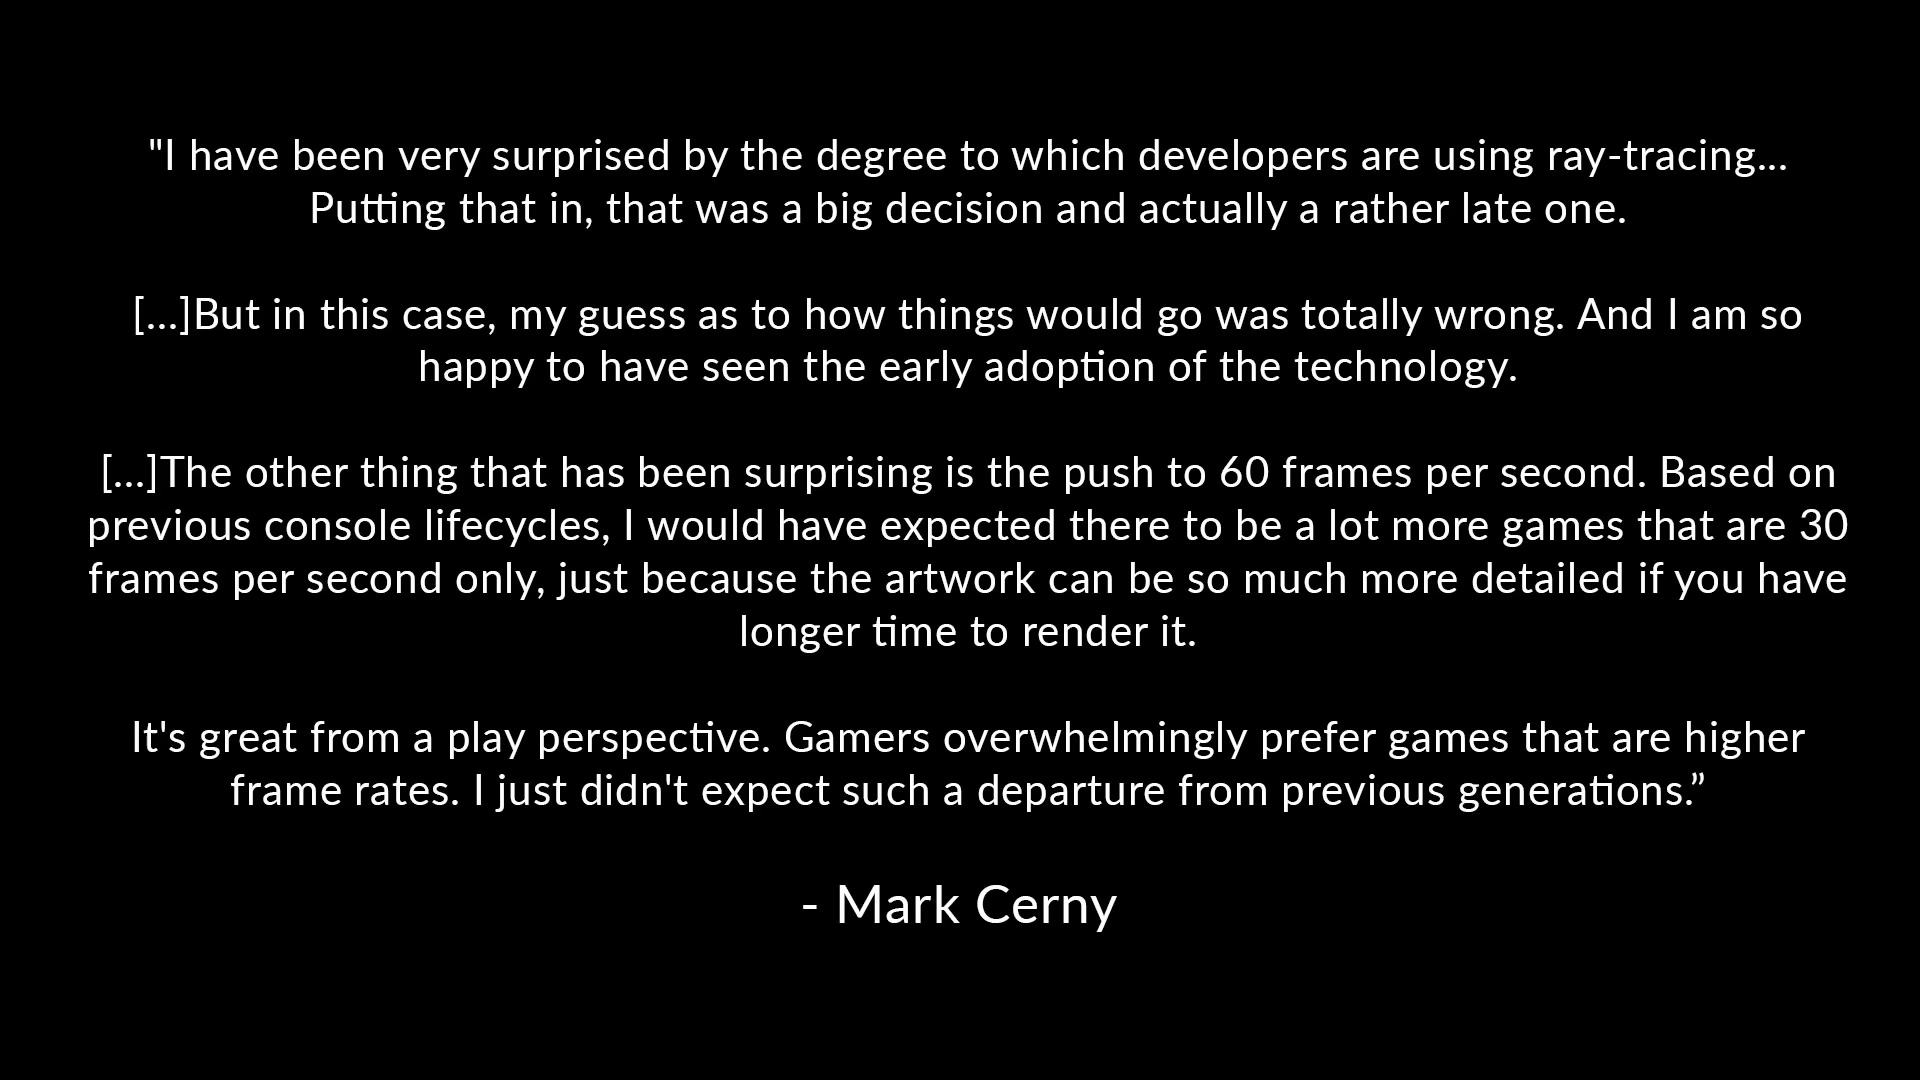 "I have been very surprised by the degree to which developers are using ray-tracing...
Putting that in, that was a big decision and actually a rather late one.
[...]But in this case, my guess as to how things would go was totally wrong. And I am so
happy to have seen the early adoption of the technology.
[...]The other thing that has been surprising is the push to 60 frames per second. Based on
previous console lifecycles, I would have expected there to be a lot more games that are 30
frames per second only, just because the artwork can be so much more detailed if you have
longer time to render it.
It's great from a play perspective. Gamers overwhelmingly prefer games that are higher
frame rates. I just didn't expect such a departure from previous generations.”
- Mark Cerny